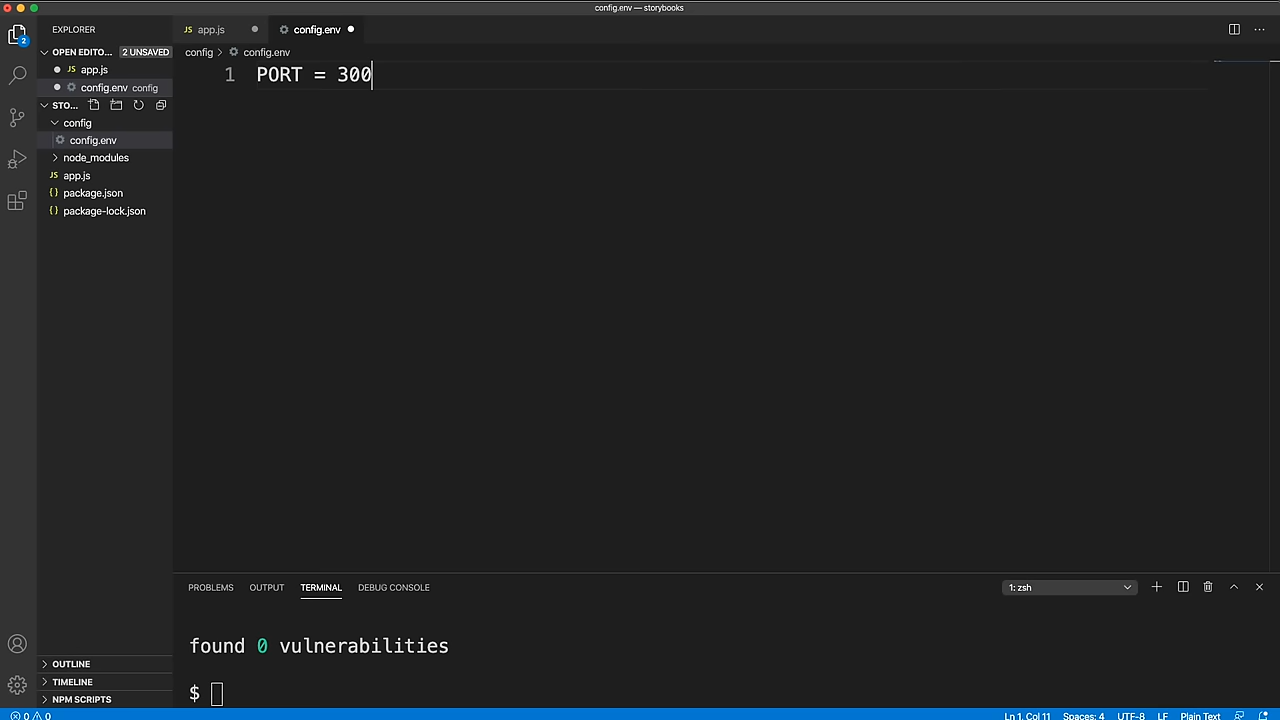 config.env — storybooks
EXPLORER
OPEN EDITO... 2 UNSAVED
JS app.js
config.env config
STO...
config
config.env
node_modules
JS app.js
{ } package.json
{ } package-lock.json
OUTLINE
TIMELINE
NPM SCRIPTS
2
JS app.js
config.env
config > config.env
1 PORT = 300
PROBLEMS OUTPUT TERMINAL DEBUG CONSOLE
1: zsh
found 0 vulnerabilities
$
0 0
Ln 1, Col 11 Spaces: 4 UTF-8 LF Plain Text